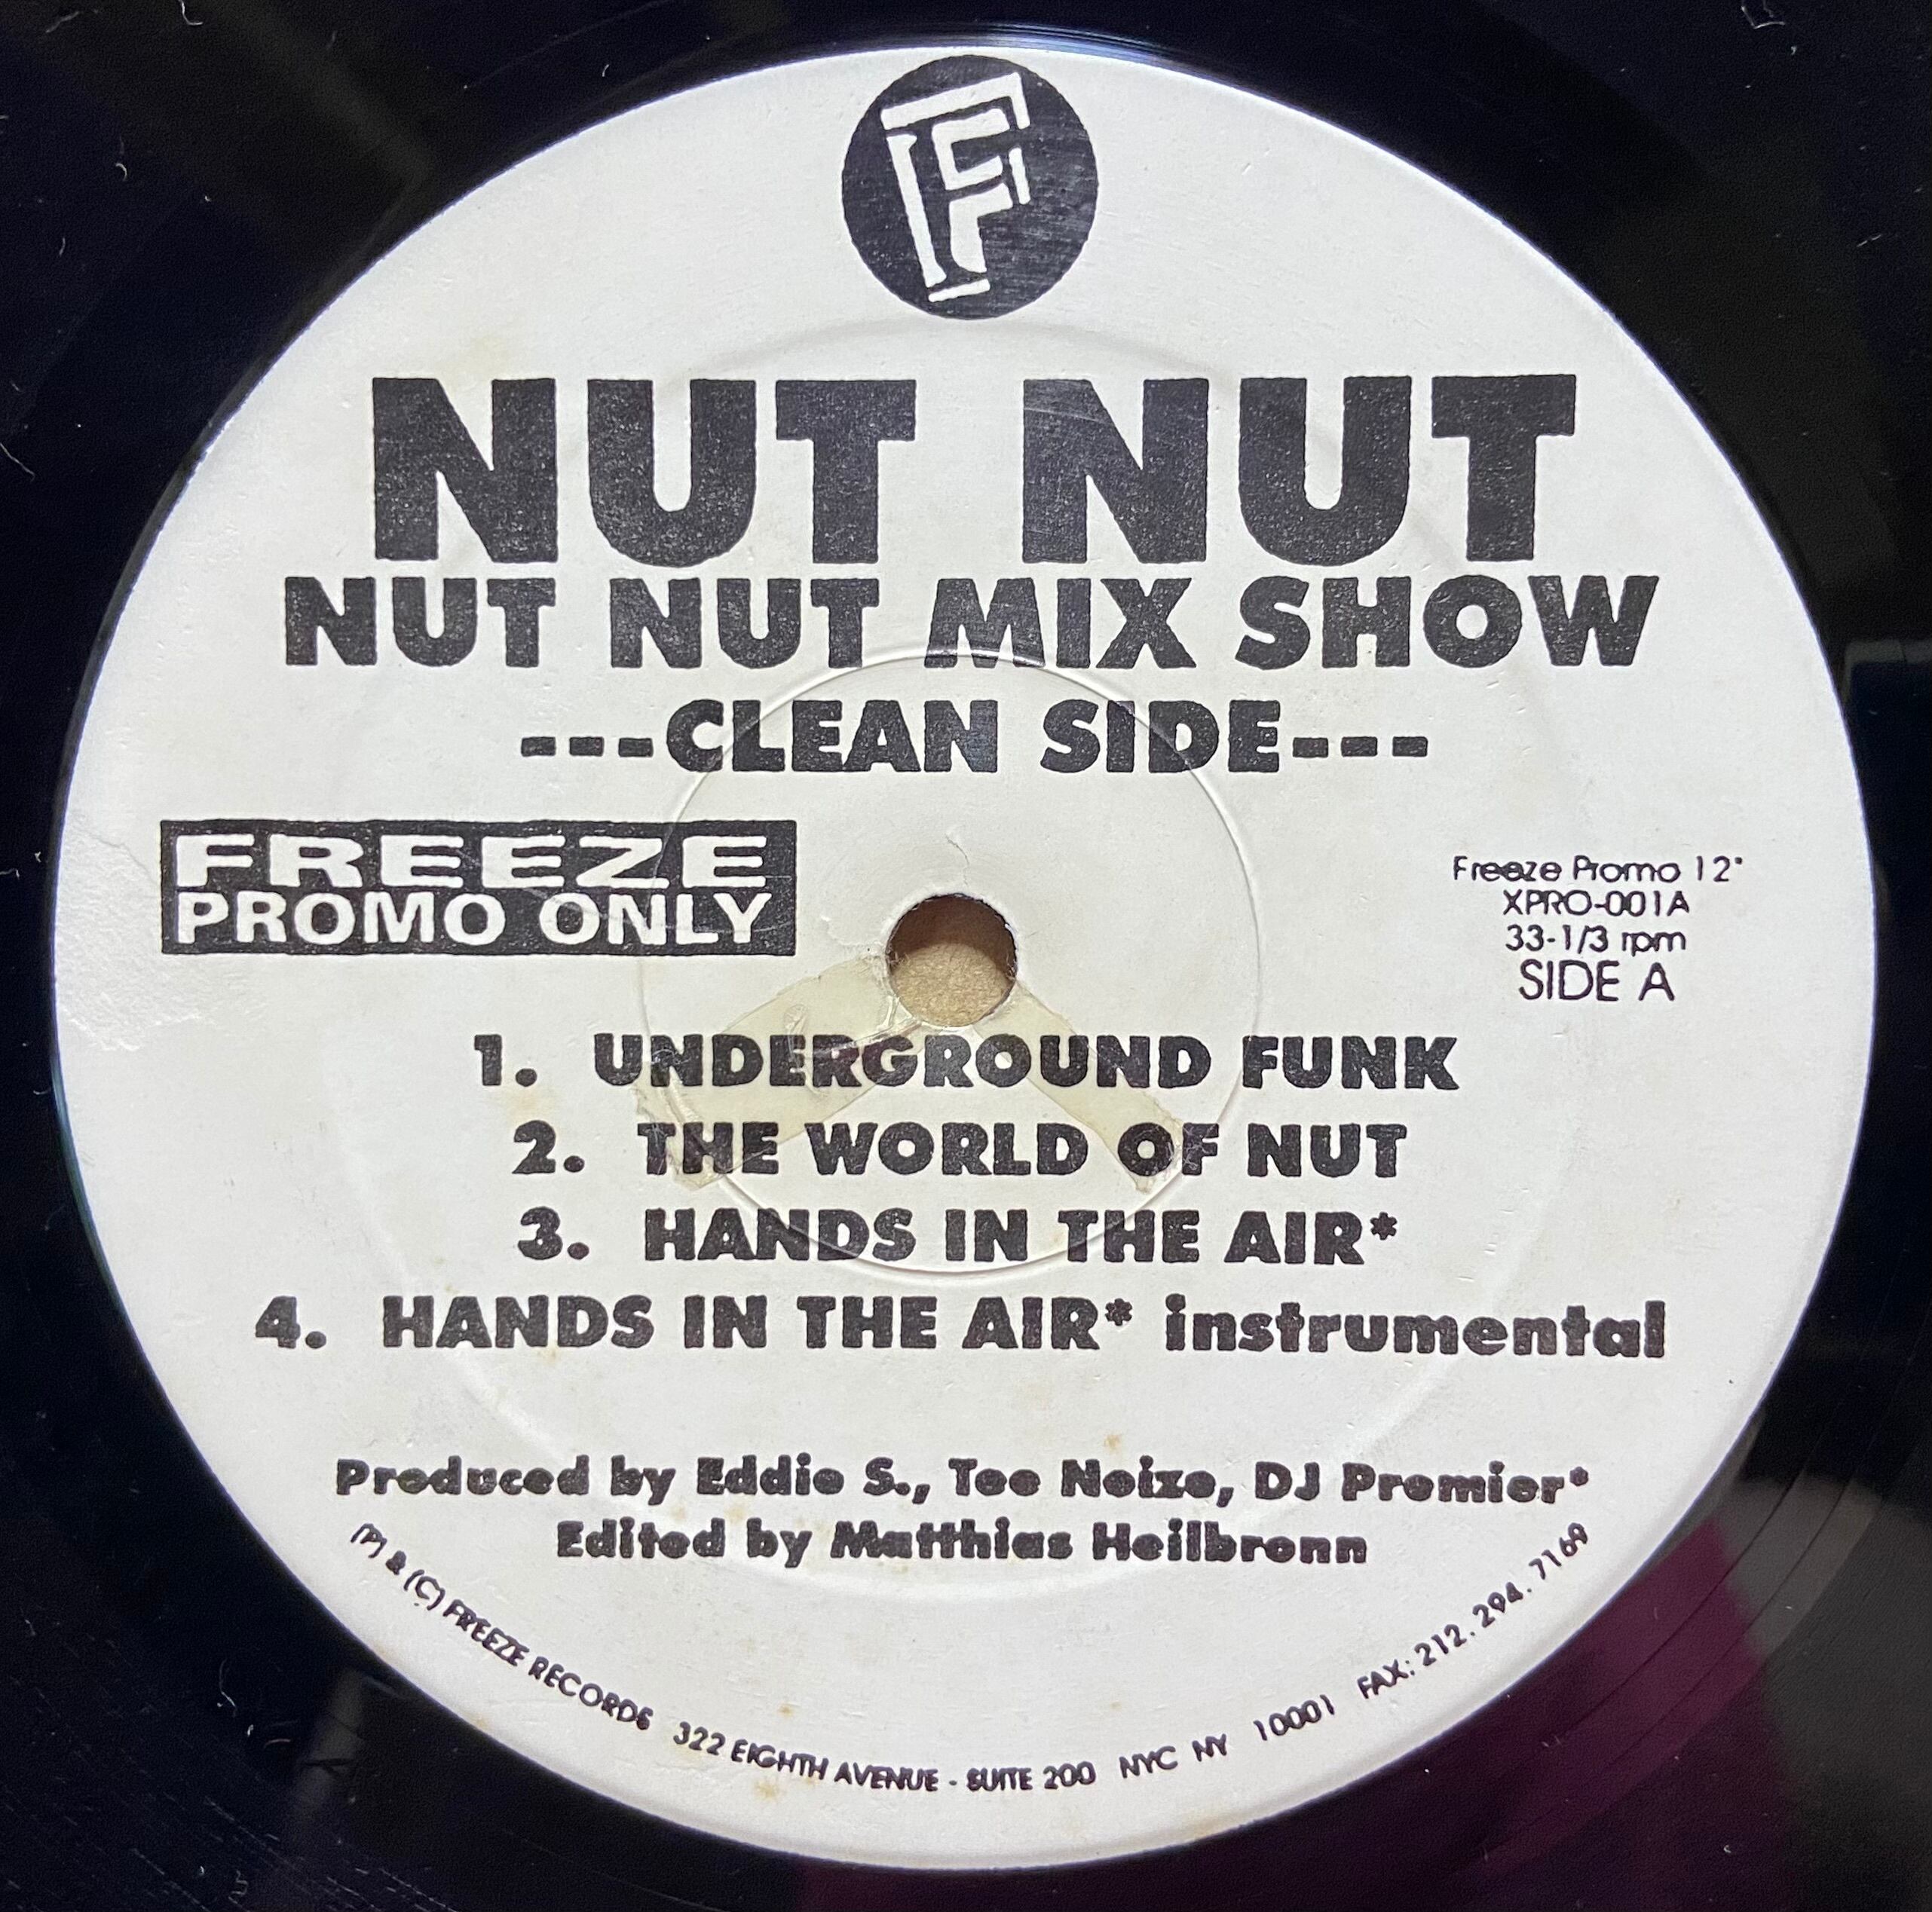 F
NUT NUT
NUT NUT MIX SHOW
---CLEAN SIDE---
FREEZE
PROMO ONLY
Freeze Promo 12"
XPRO-001A
33-1/3 rpm
SIDE A
1. UNDERGROUND FUNK
2. THE WORLD OF NUT
3. HANDS IN THE AIR*
4. HANDS IN THE AIR* instrumental
Produced by Eddie S., Tee Noize, DJ Premier*
Edited by Matthias Heilbronn
(P) & (C) FREEZE RECORDS 322 EIGHTH AVENUE - SUITE 200 NYC NY 10001 FAX: 212. 294. 7169